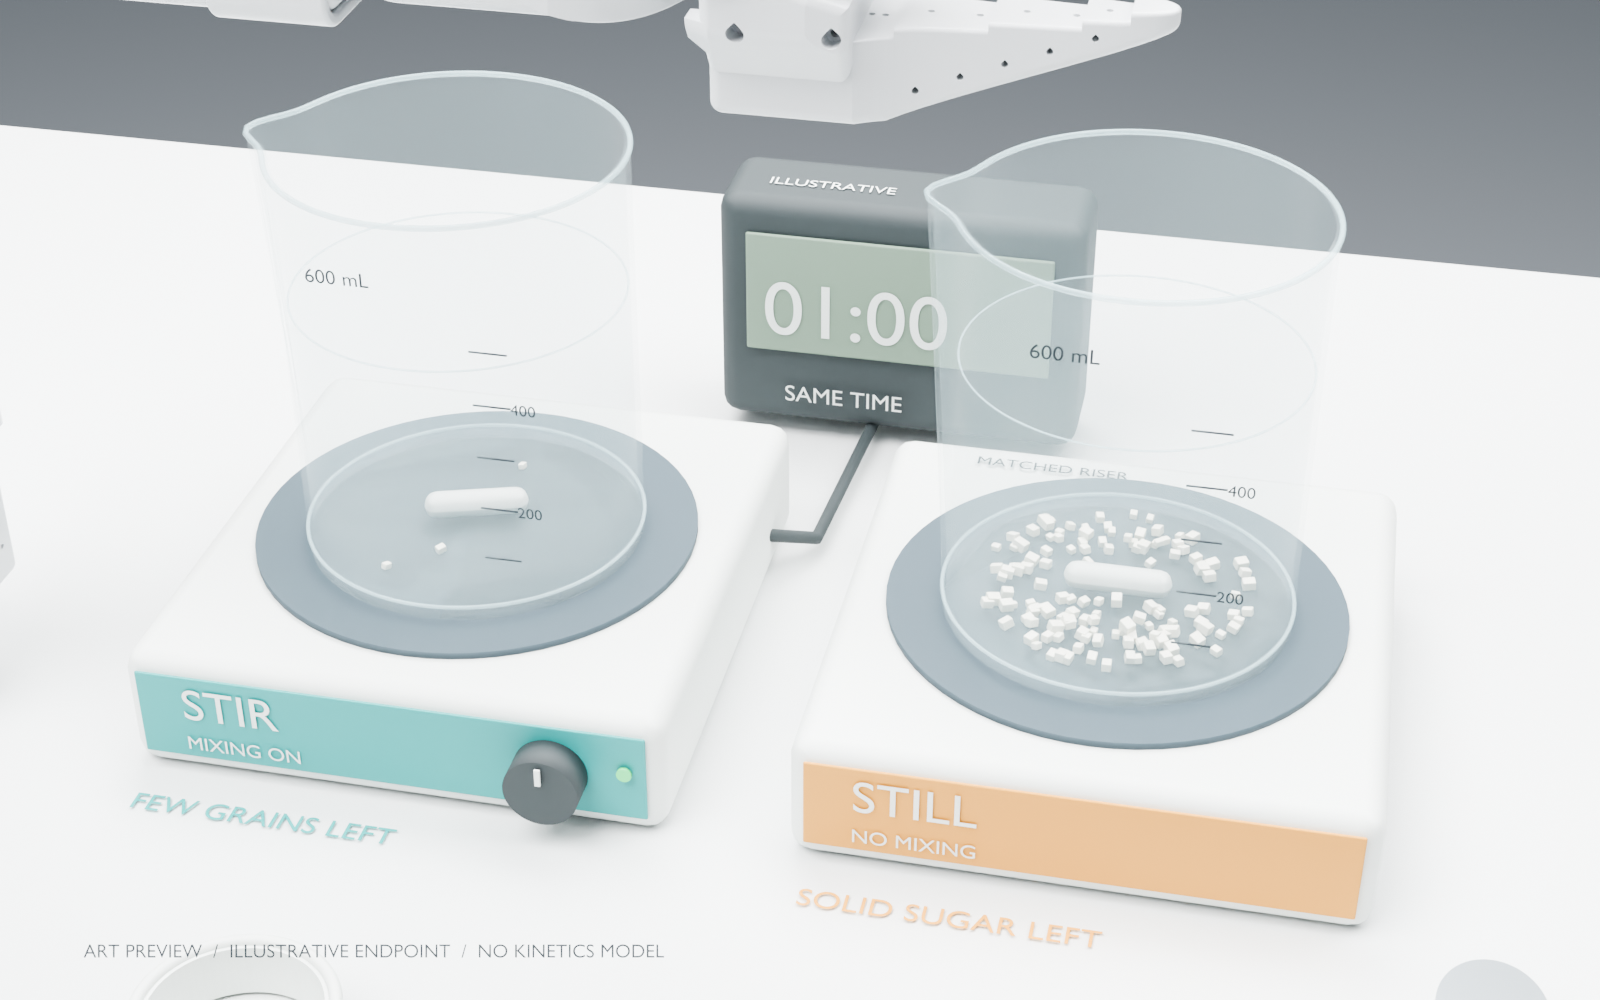 ILLUSTRATIVE
01:00
SAME TIME
600 mL
400
200
600 mL
MATCHED RISER
400
200
STIR
MIXING ON
FEW GRAINS LEFT
STILL
NO MIXING
SOLID SUGAR LEFT
ART PREVIEW / ILLUSTRATIVE ENDPOINT / NO KINETICS MODEL